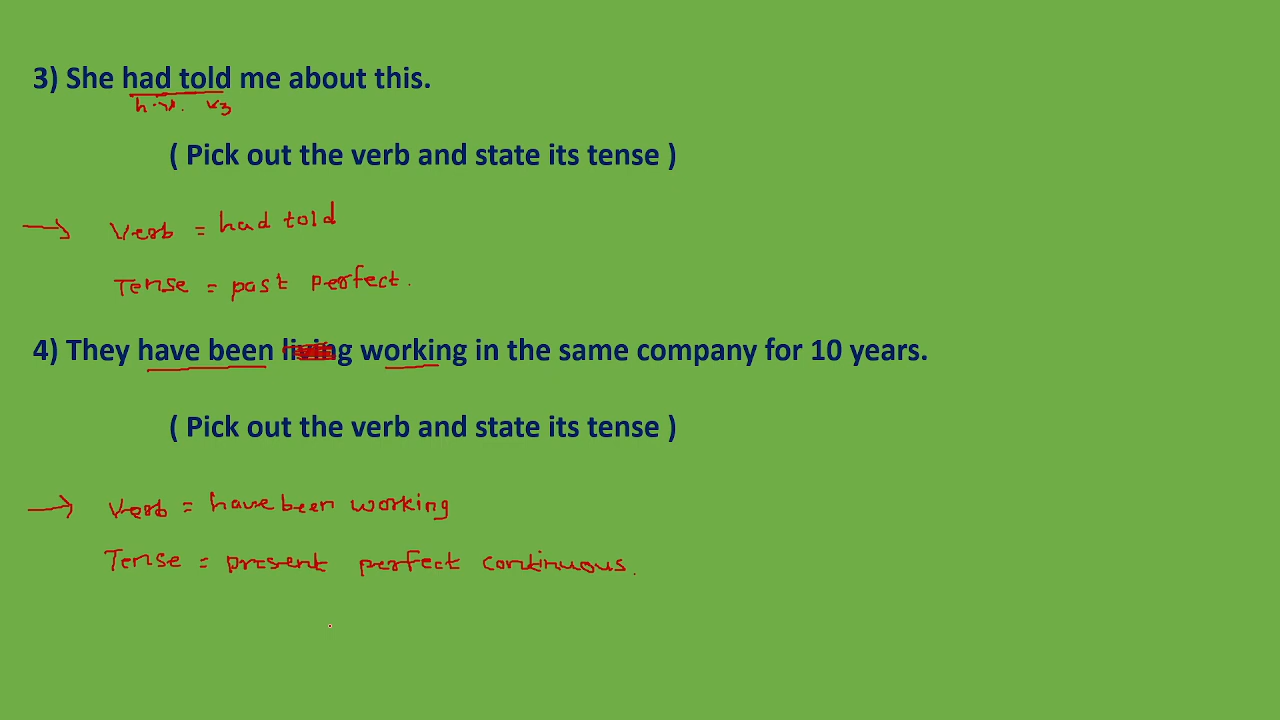 3) She had told me about this.
h.v. v3
( Pick out the verb and state its tense )
Verb = had told
Tense = past perfect.
4) They have been living working in the same company for 10 years.
( Pick out the verb and state its tense )
Verb = have been working
Tense = present perfect continuous.